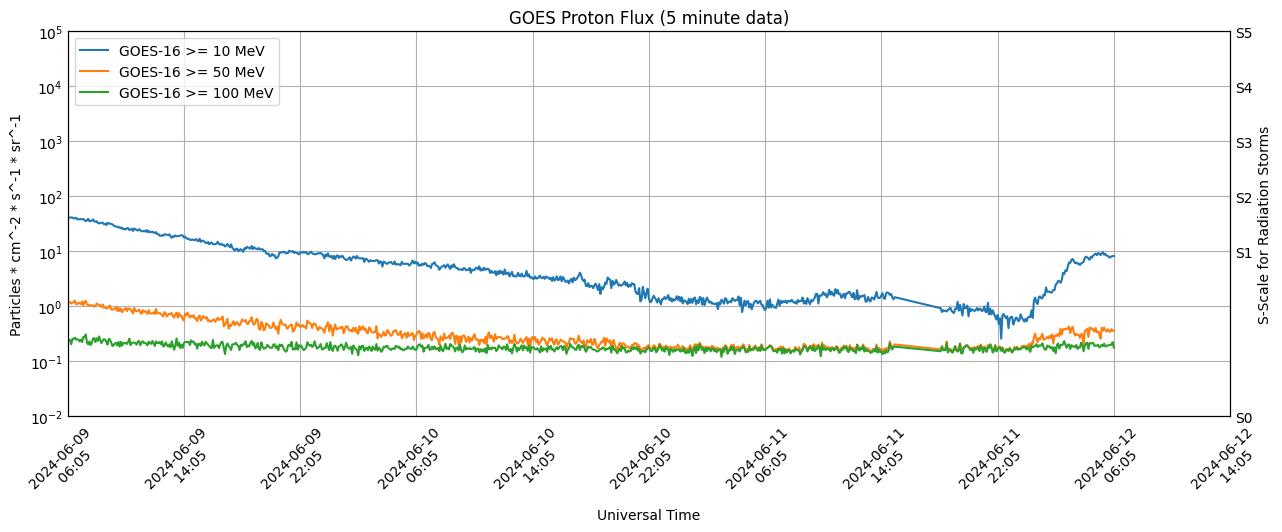 GOES Proton Flux (5 minute data)
GOES-16 >= 10 MeV
GOES-16 >= 50 MeV
GOES-16 >= 100 MeV
Particles * cm^-2 * s^-1 * sr^-1
10^5
10^4
10^3
10^2
10^1
10^0
10^-1
10^-2
S5
S4
S3
S2
S1
S0
S-Scale for Radiation Storms
2024-06-09
06:05
2024-06-09
14:05
2024-06-09
22:05
2024-06-10
06:05
2024-06-10
14:05
2024-06-10
22:05
2024-06-11
06:05
2024-06-11
14:05
2024-06-11
22:05
2024-06-12
06:05
2024-06-12
14:05
Universal Time